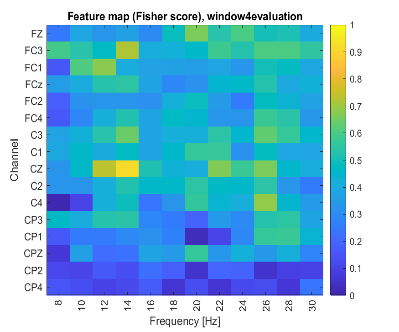 Feature map (Fisher score), window4evaluation
FZ
FC3
FC1
FCz
FC2
FC4
C3
C1
CZ
C2
C4
CP3
CP1
CPZ
CP2
CP4
Channel
8 10 12 14 16 18 20 22 24 26 28 30
Frequency [Hz]
1
0.9
0.8
0.7
0.6
0.5
0.4
0.3
0.2
0.1
0